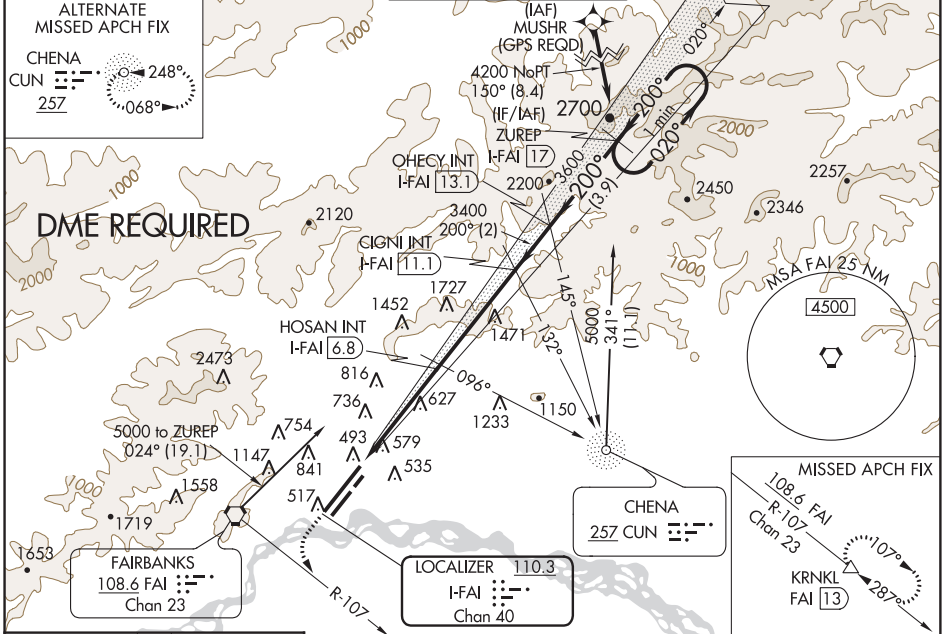 ALTERNATE
MISSED APCH FIX
CHENA
CUN
257
248°
068°
1000
(IAF)
MUSHR
(GPS REQD)
4200 NoPT
150° (8.4)
2700
(IF/IAF)
ZUREP
I-FAI 17
020°
200°
1 min
020°
2000
OHECY INT
I-FAI 13.1
2200
3600
200°
(3.9)
2450
2257
2346
1000
DME REQUIRED
2120
3400
200° (2)
CIGNI INT
I-FAI 11.1
2000
1000
MSA FAI 25 NM
4500
1727
1452
1471
145°
132°
5000
341°
(11.1)
HOSAN INT
I-FAI 6.8
096°
2473
816
736
627
1233
1150
5000 to ZUREP
024° (19.1)
754
493
579
1147
841
535
1000
1558
517
1719
1653
CHENA
257 CUN
MISSED APCH FIX
108.6 FAI
R-107
Chan 23
107°
287°
KRNKL
FAI 13
FAIRBANKS
108.6 FAI
Chan 23
R-107
LOCALIZER 110.3
I-FAI
Chan 40